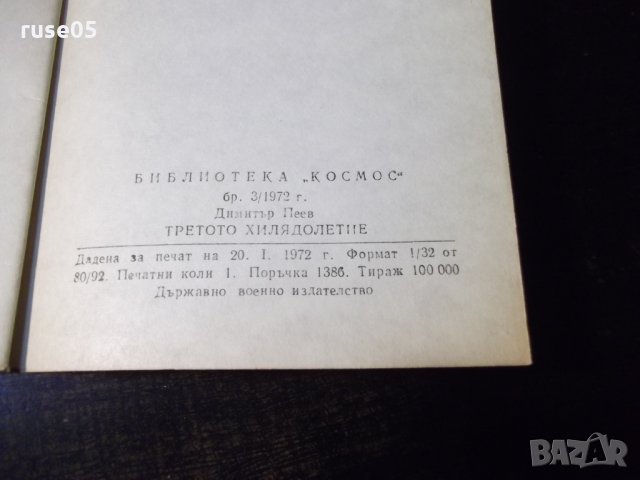 ruse05
БИБЛИОТЕКА „КОСМОС“
бр. 3/1972 г.
Димитър Пеев
ТРЕТОТО ХИЛЯДОЛЕТИЕ
Дадена за печат на 20. I. 1972 г. Формат 1/32 от
80/92. Печатни коли 1. Поръчка 1386. Тираж 100 000
Държавно военно издателство
BAZAR